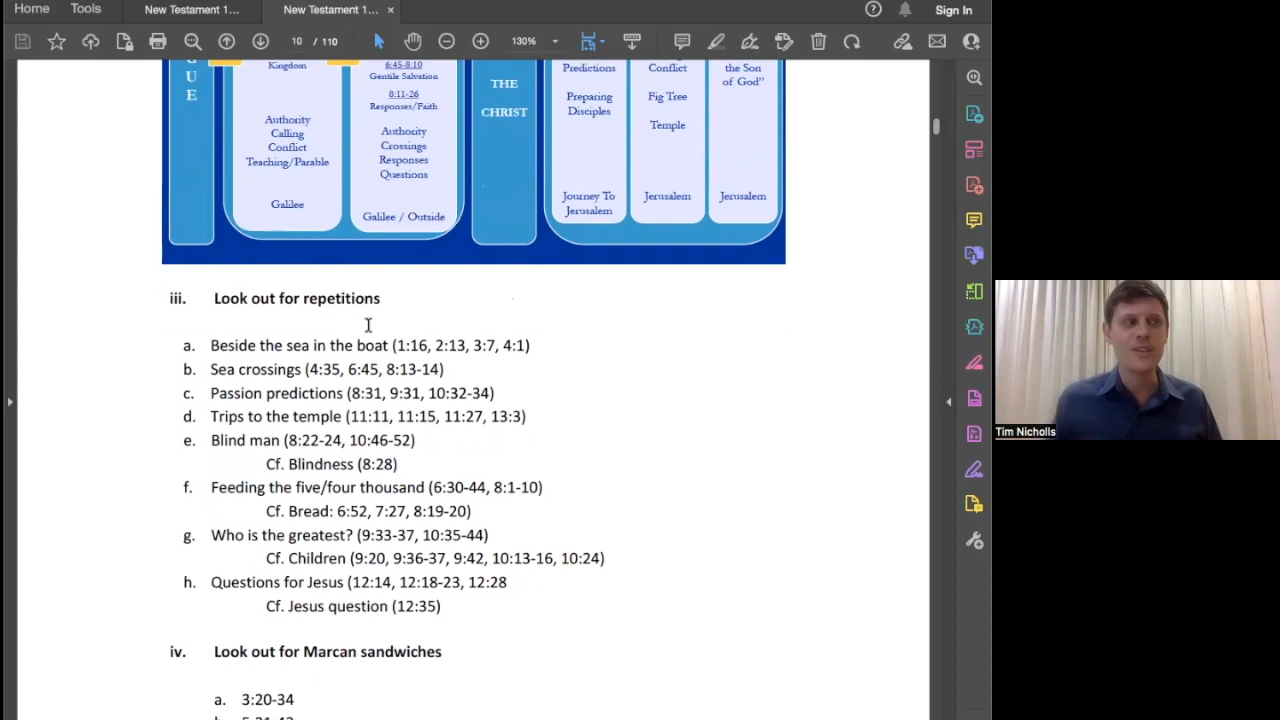 Home Tools New Testament 1... New Testament 1... × Sign In
10 / 110 130%
G
U
E
Kingdom
Authority
Calling
Conflict
Teaching/Parable
Galilee
6:45-8:10
Gentile Salvation
8:11-26
Responses/Faith
Authority
Crossings
Responses
Questions
Galilee / Outside
THE
CHRIST
Predictions
Preparing
Disciples
Journey To
Jerusalem
Conflict
Fig Tree
Temple
Jerusalem
the Son
of God”
Jerusalem
iii. Look out for repetitions
a. Beside the sea in the boat (1:16, 2:13, 3:7, 4:1)
b. Sea crossings (4:35, 6:45, 8:13-14)
c. Passion predictions (8:31, 9:31, 10:32-34)
d. Trips to the temple (11:11, 11:15, 11:27, 13:3)
e. Blind man (8:22-24, 10:46-52)
Cf. Blindness (8:28)
f. Feeding the five/four thousand (6:30-44, 8:1-10)
Cf. Bread: 6:52, 7:27, 8:19-20)
g. Who is the greatest? (9:33-37, 10:35-44)
Cf. Children (9:20, 9:36-37, 9:42, 10:13-16, 10:24)
h. Questions for Jesus (12:14, 12:18-23, 12:28
Cf. Jesus question (12:35)
iv. Look out for Marcan sandwiches
a. 3:20-34
Tim Nicholls